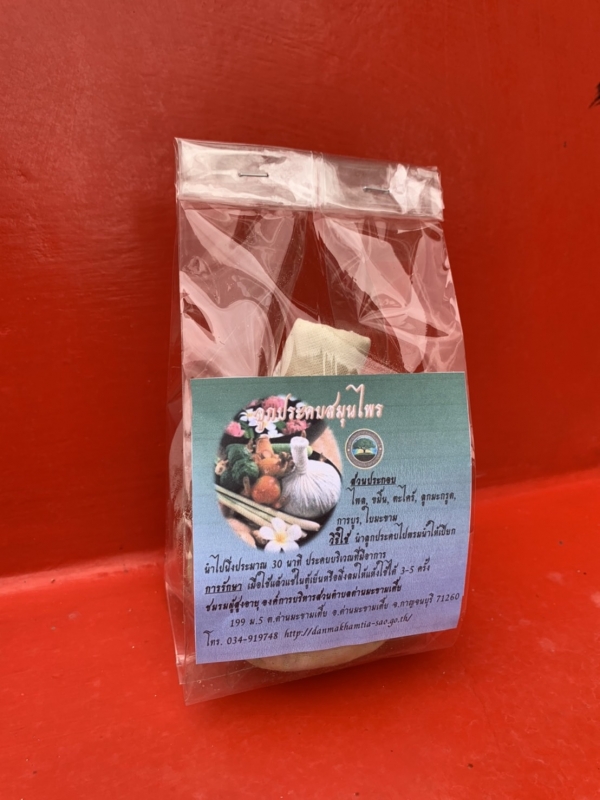 ลูกประคบสมุนไพร
ส่วนประกอบ
ไพล, ขมิ้น, ตะไคร้, ลูกมะกรูด,
การบูร, ใบมะขาม
วิธีใช้ นำลูกประคบไปพรมน้ำให้เปียก
นำไปนึ่งประมาณ 30 นาที ประคบบริเวณที่มีอาการ
การรักษา เมื่อใช้แล้วแช่ในตู้เย็นหรือผึ่งลมให้แห้งใช้ได้ 3-5 ครั้ง
ชมรมผู้สูงอายุ องค์การบริหารส่วนตำบลด่านมะขามเตี้ย
199 ม.5 ต.ด่านมะขามเตี้ย อ.ด่านมะขามเตี้ย จ.กาญจนบุรี 71260
โทร. 034-919748 http://danmakhamtia-sao.go.th/